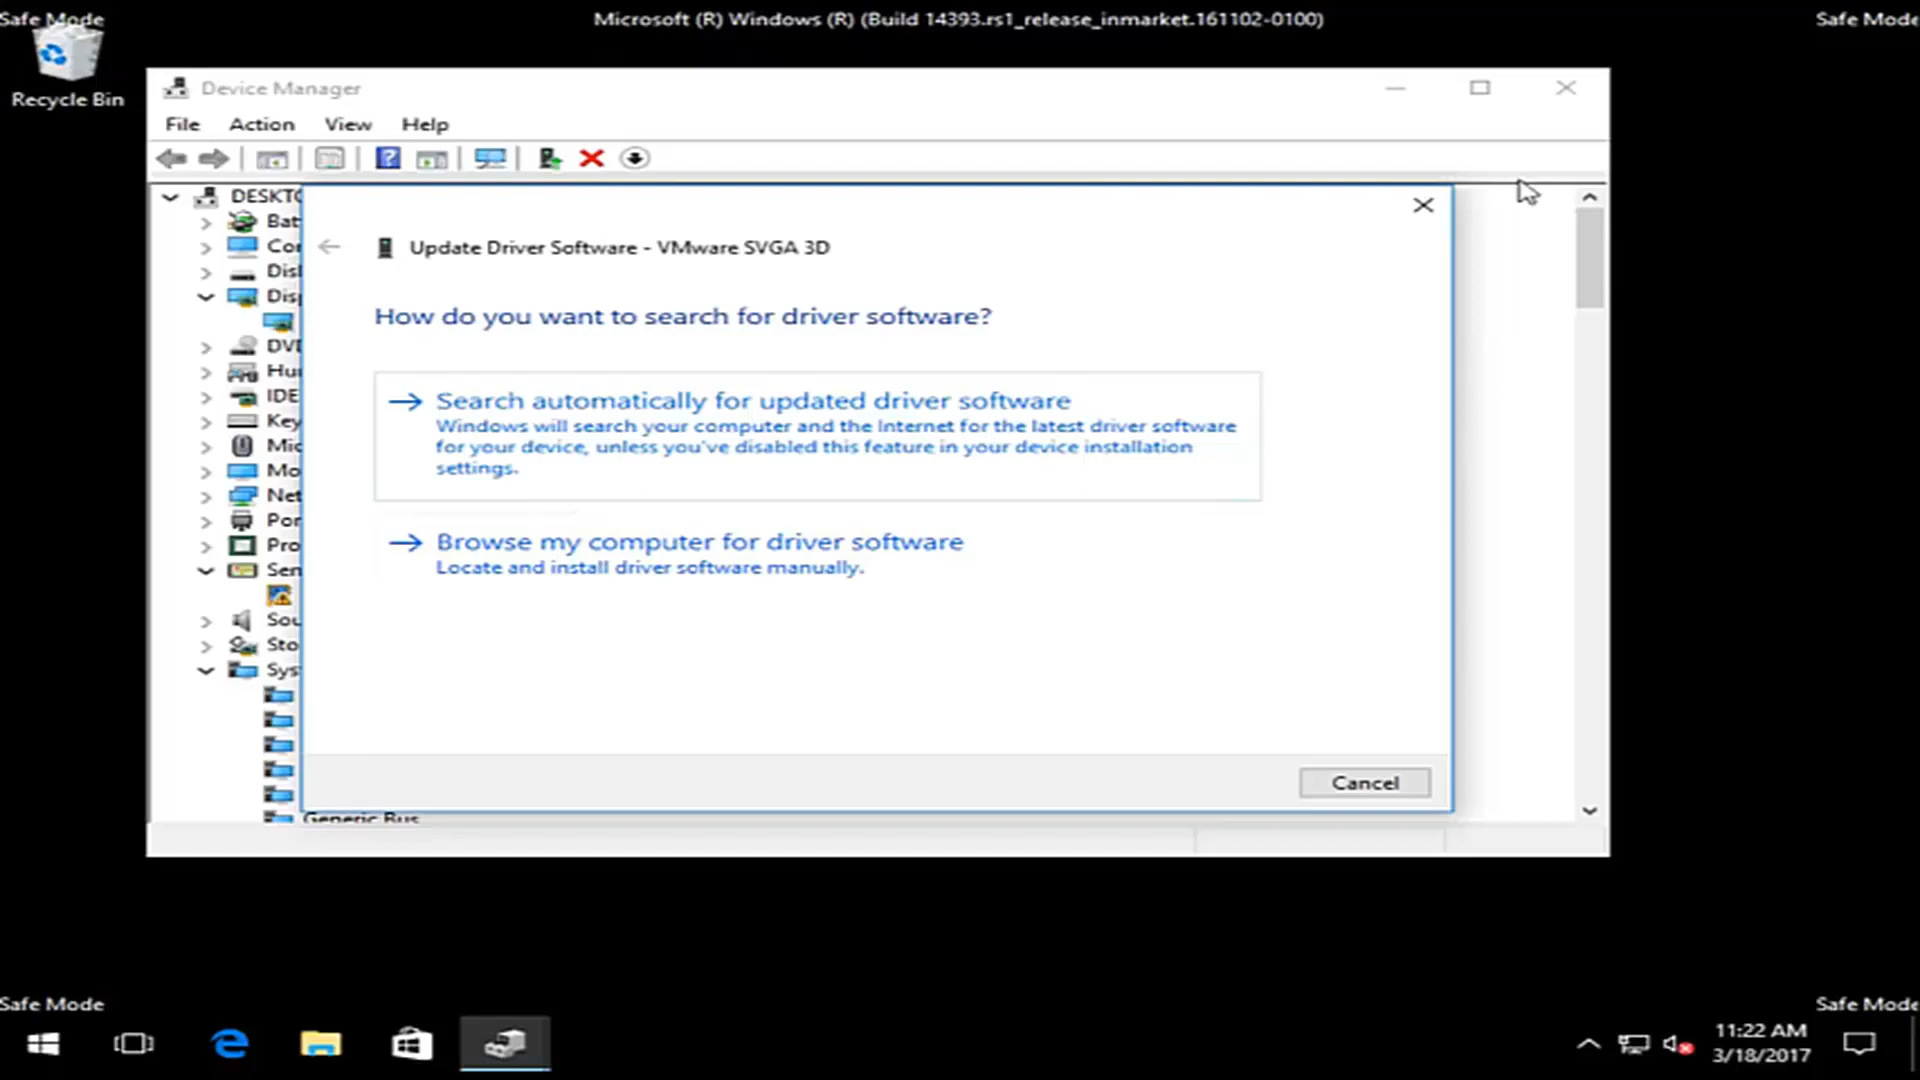 Safe Mode
Microsoft (R) Windows (R) (Build 14393.rs1_release_inmarket.161102-0100)
Safe Mode
Recycle Bin
Device Manager
File Action View Help
DESKTO
Bat
Cor
Disl
Disp
DVD
Hur
IDE
Key
Mic
Mo
Net
Por
Pro
Sen
Sou
Sto
Sys
Generic Bus
Update Driver Software - VMware SVGA 3D
How do you want to search for driver software?
Search automatically for updated driver software
Windows will search your computer and the Internet for the latest driver software
for your device, unless you've disabled this feature in your device installation
settings.
Browse my computer for driver software
Locate and install driver software manually.
Cancel
Safe Mode
Safe Mode
11:22 AM
3/18/2017